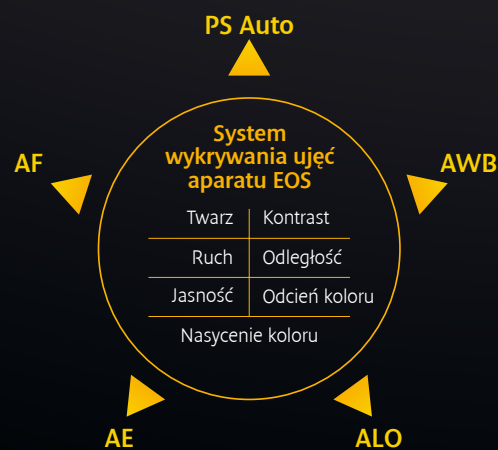 PS Auto
AF
AWB
System
wykrywania ujęć
aparatu EOS
Twarz Kontrast
Ruch Odległość
Jasność Odcień koloru
Nasycenie koloru
AE
ALO